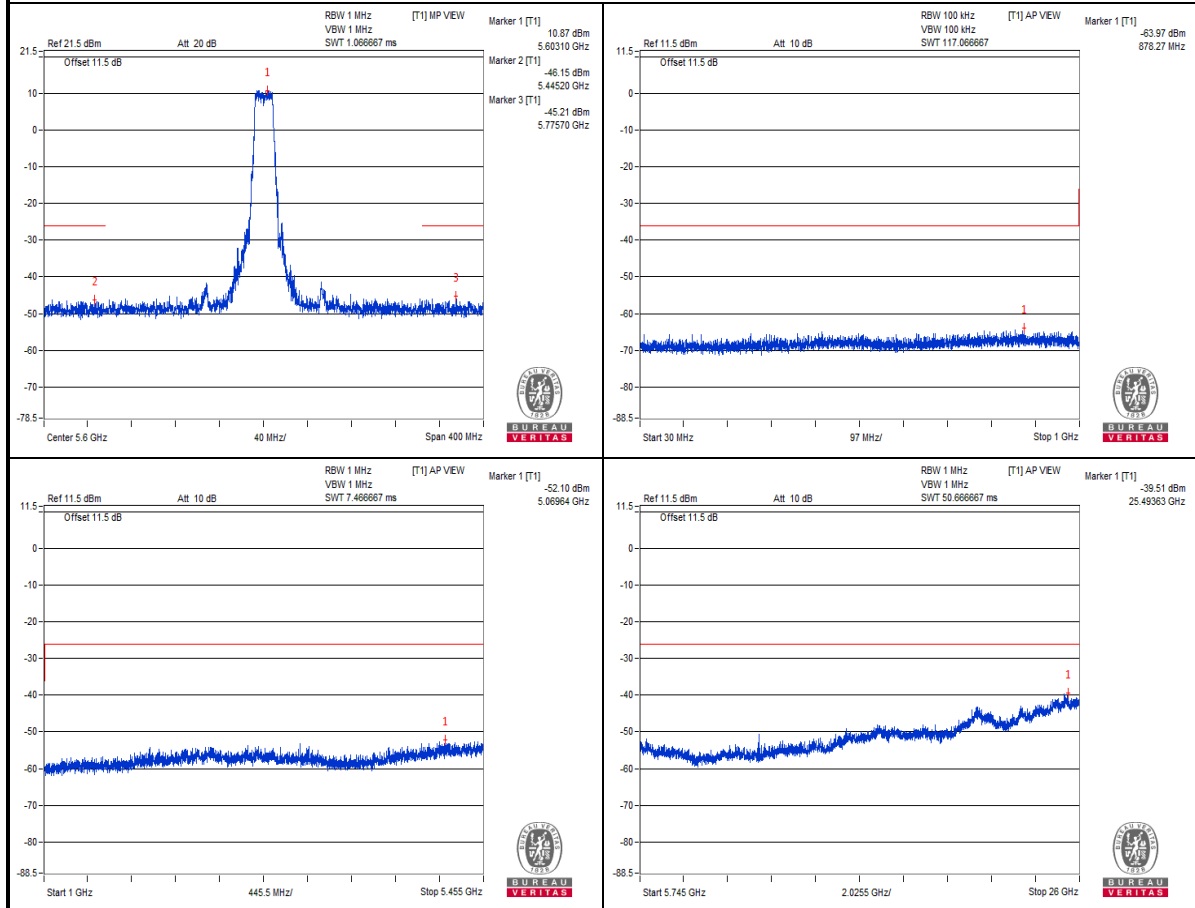 RBW 1 MHz [T1] MP VIEW
VBW 1 MHz
Ref 21.5 dBm Att 20 dB SWT 1.066667 ms
Marker 1 [T1]
10.87 dBm
5.60310 GHz
Marker 2 [T1]
-46.15 dBm
5.44520 GHz
Marker 3 [T1]
-45.21 dBm
5.77570 GHz
21.5
Offset 11.5 dB
1
10
0
-10
-20
-30
-40
2
3
-50
-60
-70
-78.5
Center 5.6 GHz 40 MHz/ Span 400 MHz
BUREAU VERITAS
1828
BUREAU
VERITAS
RBW 100 kHz [T1] AP VIEW
VBW 100 kHz
Ref 11.5 dBm Att 10 dB SWT 117.066667
Marker 1 [T1]
-63.97 dBm
878.27 MHz
11.5
Offset 11.5 dB
0
-10
-20
-30
-40
-50
1
-60
-70
-80
-88.5
Start 30 MHz 97 MHz/ Stop 1 GHz
BUREAU VERITAS
1828
BUREAU
VERITAS
RBW 1 MHz [T1] AP VIEW
VBW 1 MHz
Ref 11.5 dBm Att 10 dB SWT 7.466667 ms
Marker 1 [T1]
-52.10 dBm
5.06964 GHz
11.5
Offset 11.5 dB
0
-10
-20
-30
-40
1
-50
-60
-70
-80
-88.5
Start 1 GHz 445.5 MHz/ Stop 5.455 GHz
BUREAU VERITAS
1828
BUREAU
VERITAS
RBW 1 MHz [T1] AP VIEW
VBW 1 MHz
Ref 11.5 dBm Att 10 dB SWT 50.666667 ms
Marker 1 [T1]
-39.51 dBm
25.49363 GHz
11.5
Offset 11.5 dB
0
-10
-20
-30
1
-40
-50
-60
-70
-80
-88.5
Start 5.745 GHz 2.0255 GHz/ Stop 26 GHz
BUREAU VERITAS
1828
BUREAU
VERITAS